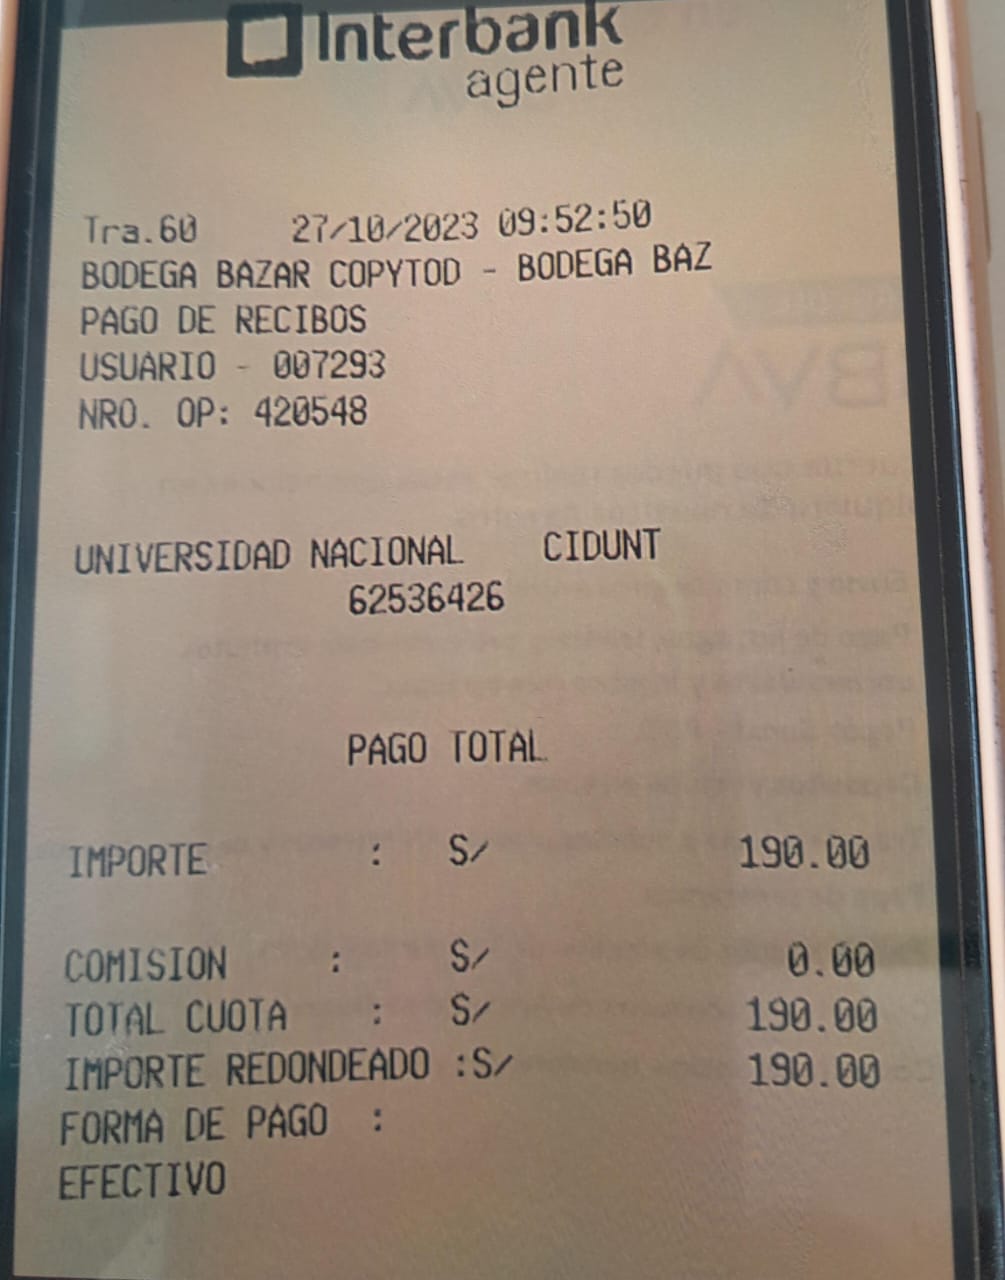 Interbank
agente
Tra.60 27/10/2023 09:52:50
BODEGA BAZAR COPYTOD - BODEGA BAZ
PAGO DE RECIBOS
USUARIO - 007293
NRO. OP: 420548
UNIVERSIDAD NACIONAL CIDUNT
62536426
PAGO TOTAL
IMPORTE : S/ 190.00
COMISION : S/ 0.00
TOTAL CUOTA : S/ 190.00
IMPORTE REDONDEADO :S/ 190.00
FORMA DE PAGO :
EFECTIVO